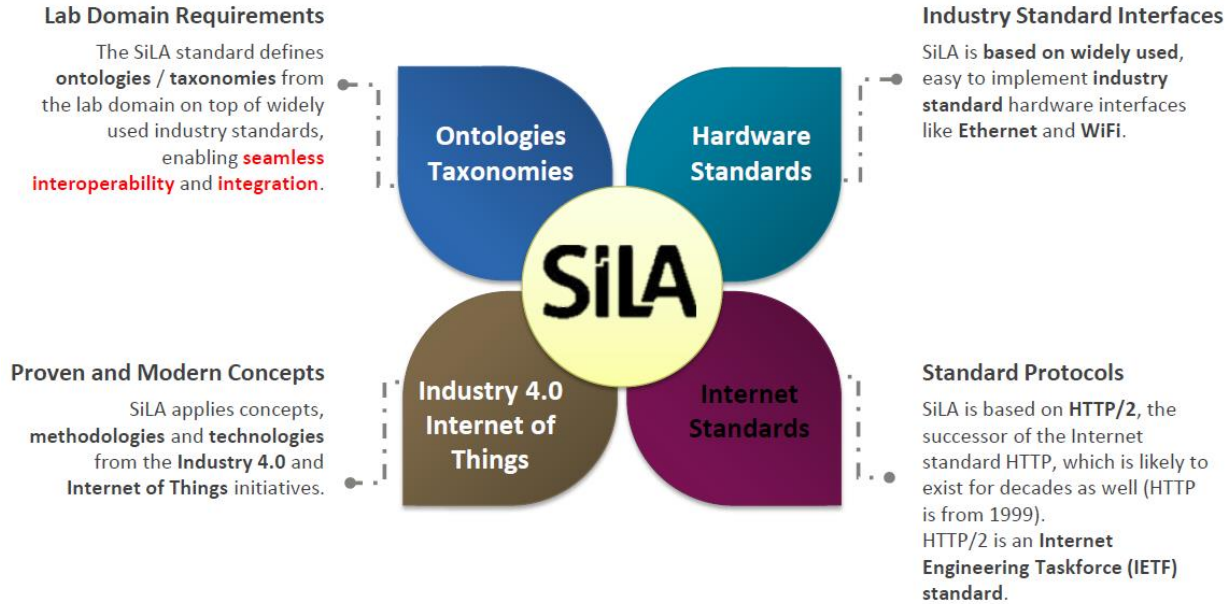 Lab Domain Requirements
The SiLA standard defines
ontologies / taxonomies from
the lab domain on top of widely
used industry standards,
enabling seamless
interoperability and integration.
Ontologies
Taxonomies
Hardware
Standards
Industry Standard Interfaces
SiLA is based on widely used,
easy to implement industry
standard hardware interfaces
like Ethernet and WiFi.
SiLA
Proven and Modern Concepts
SiLA applies concepts,
methodologies and technologies
from the Industry 4.0 and
Internet of Things initiatives.
Industry 4.0
Internet of
Things
Internet
Standards
Standard Protocols
SiLA is based on HTTP/2, the
successor of the Internet
standard HTTP, which is likely to
exist for decades as well (HTTP
is from 1999).
HTTP/2 is an Internet
Engineering Taskforce (IETF)
standard.